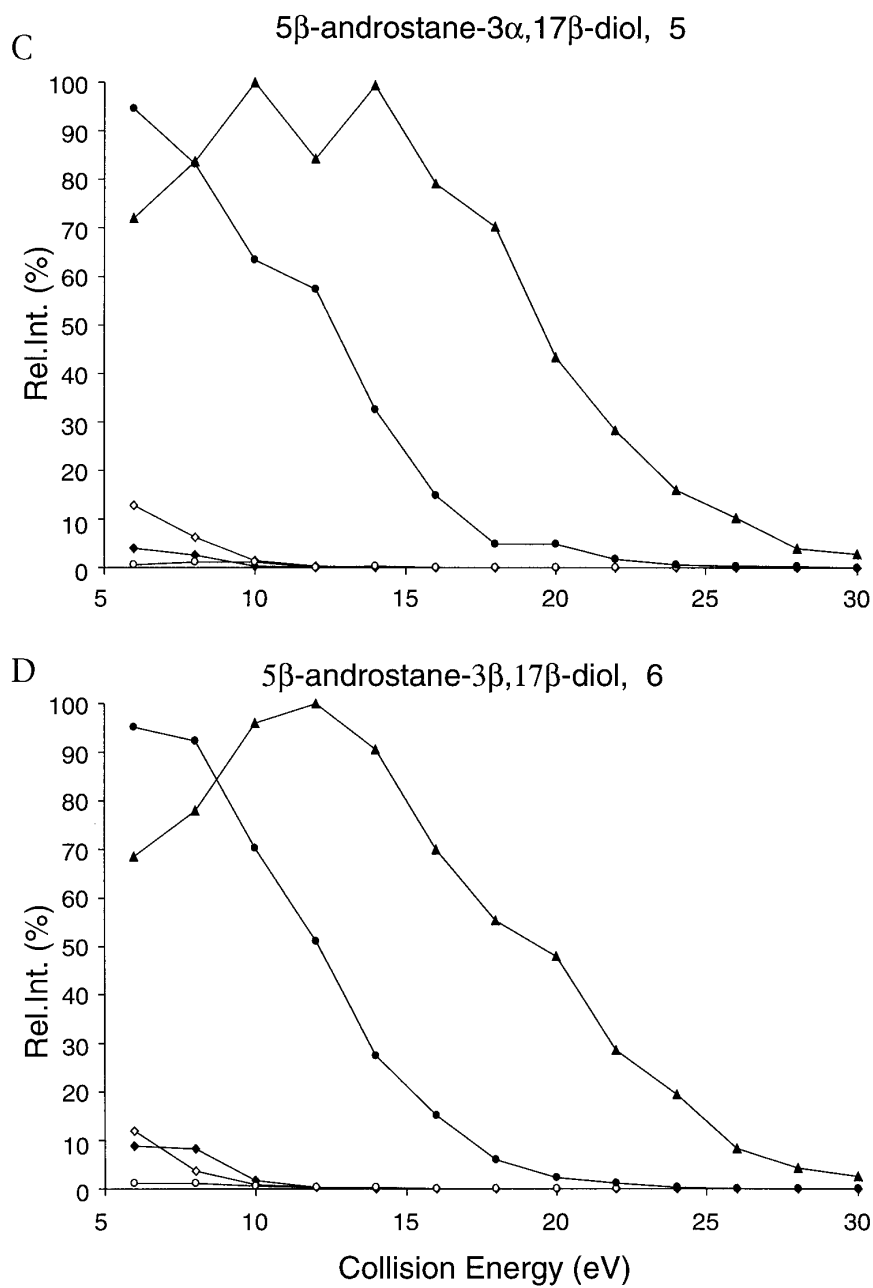 C
5β-androstane-3α,17β-diol, 5
100
90
80
70
60
50
40
30
20
10
0
Rel.Int. (%)
5 10 15 20 25 30
D
5β-androstane-3β,17β-diol, 6
100
90
80
70
60
50
40
30
20
10
0
Rel.Int. (%)
5 10 15 20 25 30
Collision Energy (eV)